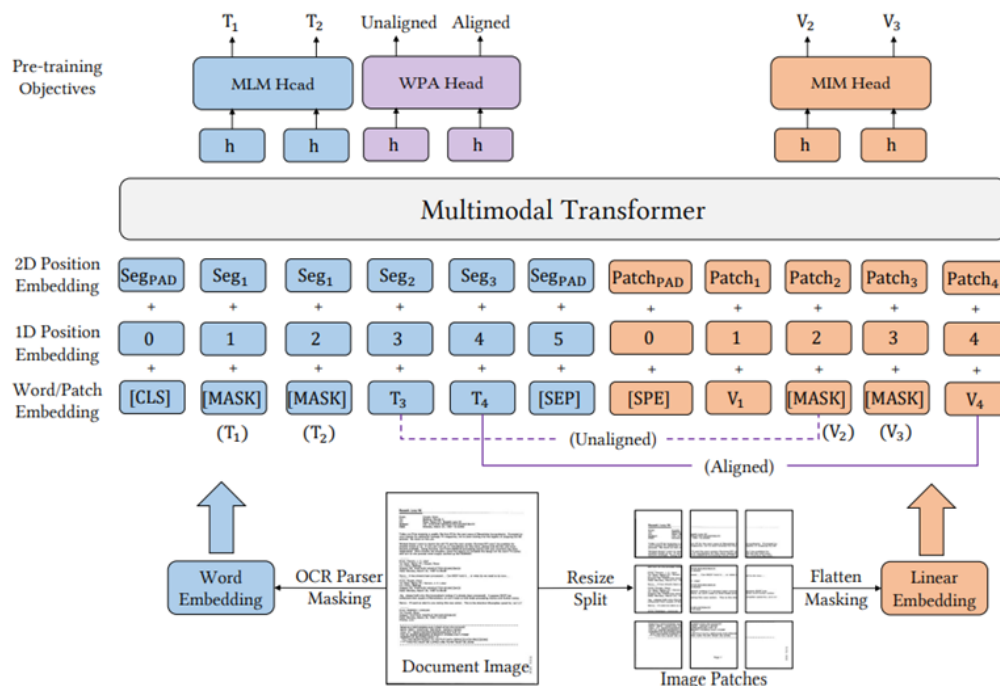 T₁ T₂ Unaligned Aligned V₂ V₃
Pre-training
Objectives
MLM Head WPA Head MIM Head
h h h h h h
Multimodal Transformer
2D Position
Embedding
Seg_PAD Seg₁ Seg₁ Seg₂ Seg₃ Seg_PAD Patch_PAD Patch₁ Patch₂ Patch₃ Patch₄
+ + + + + + + + + + +
1D Position
Embedding
0 1 2 3 4 5 0 1 2 3 4
+ + + + + + + + + + +
Word/Patch
Embedding
[CLS] [MASK] [MASK] T₃ T₄ [SEP] [SPE] V₁ [MASK] [MASK] V₄
(T₁) (T₂) (Unaligned) (V₂) (V₃)
(Aligned)
Word
Embedding
OCR Parser
Masking
Document Image
Resize
Split
Image Patches
Flatten
Masking
Linear
Embedding